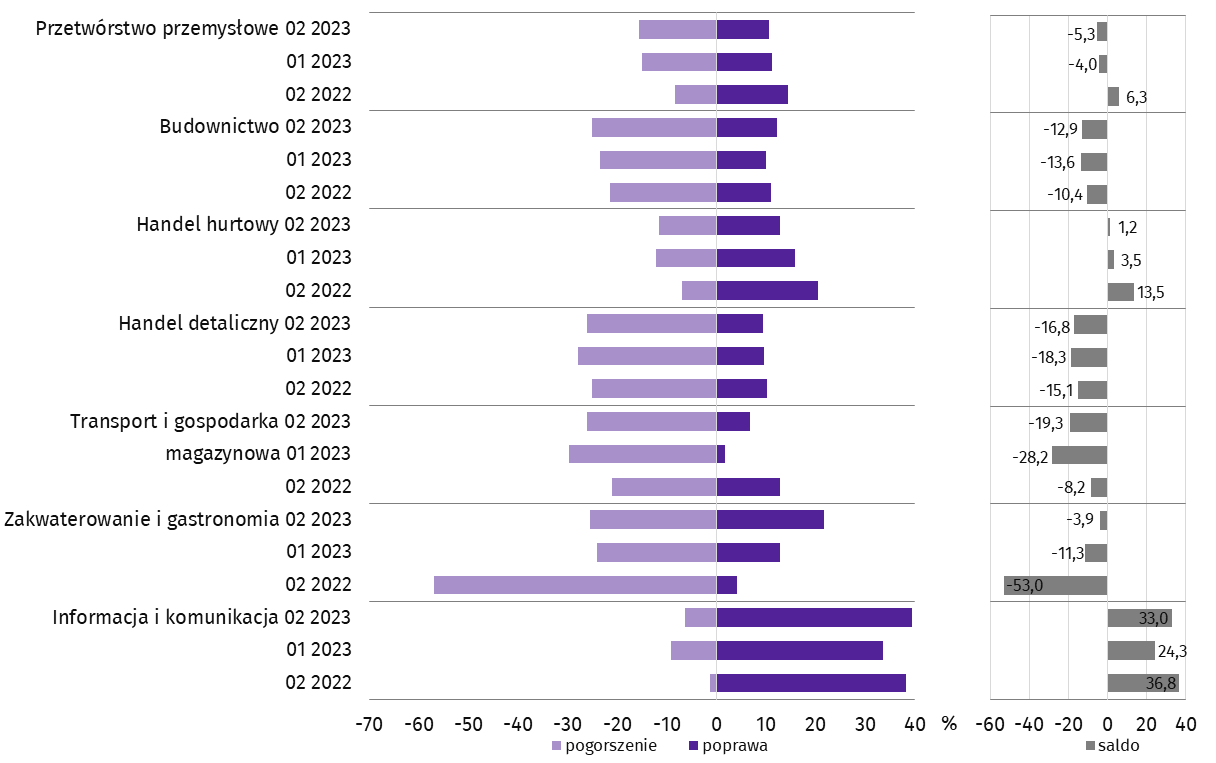 Przetwórstwo przemysłowe 02 2023 -5,3
01 2023 -4,0
02 2022 6,3
Budownictwo 02 2023 -12,9
01 2023 -13,6
02 2022 -10,4
Handel hurtowy 02 2023 1,2
01 2023 3,5
02 2022 13,5
Handel detaliczny 02 2023 -16,8
01 2023 -18,3
02 2022 -15,1
Transport i gospodarka 02 2023 -19,3
magazynowa 01 2023 -28,2
02 2022 -8,2
Zakwaterowanie i gastronomia 02 2023 -3,9
01 2023 -11,3
02 2022 -53,0
Informacja i komunikacja 02 2023 33,0
01 2023 24,3
02 2022 36,8
-70 -60 -50 -40 -30 -20 -10 0 10 20 30 40 % -60 -40 -20 0 20 40
pogorszenie poprawa saldo